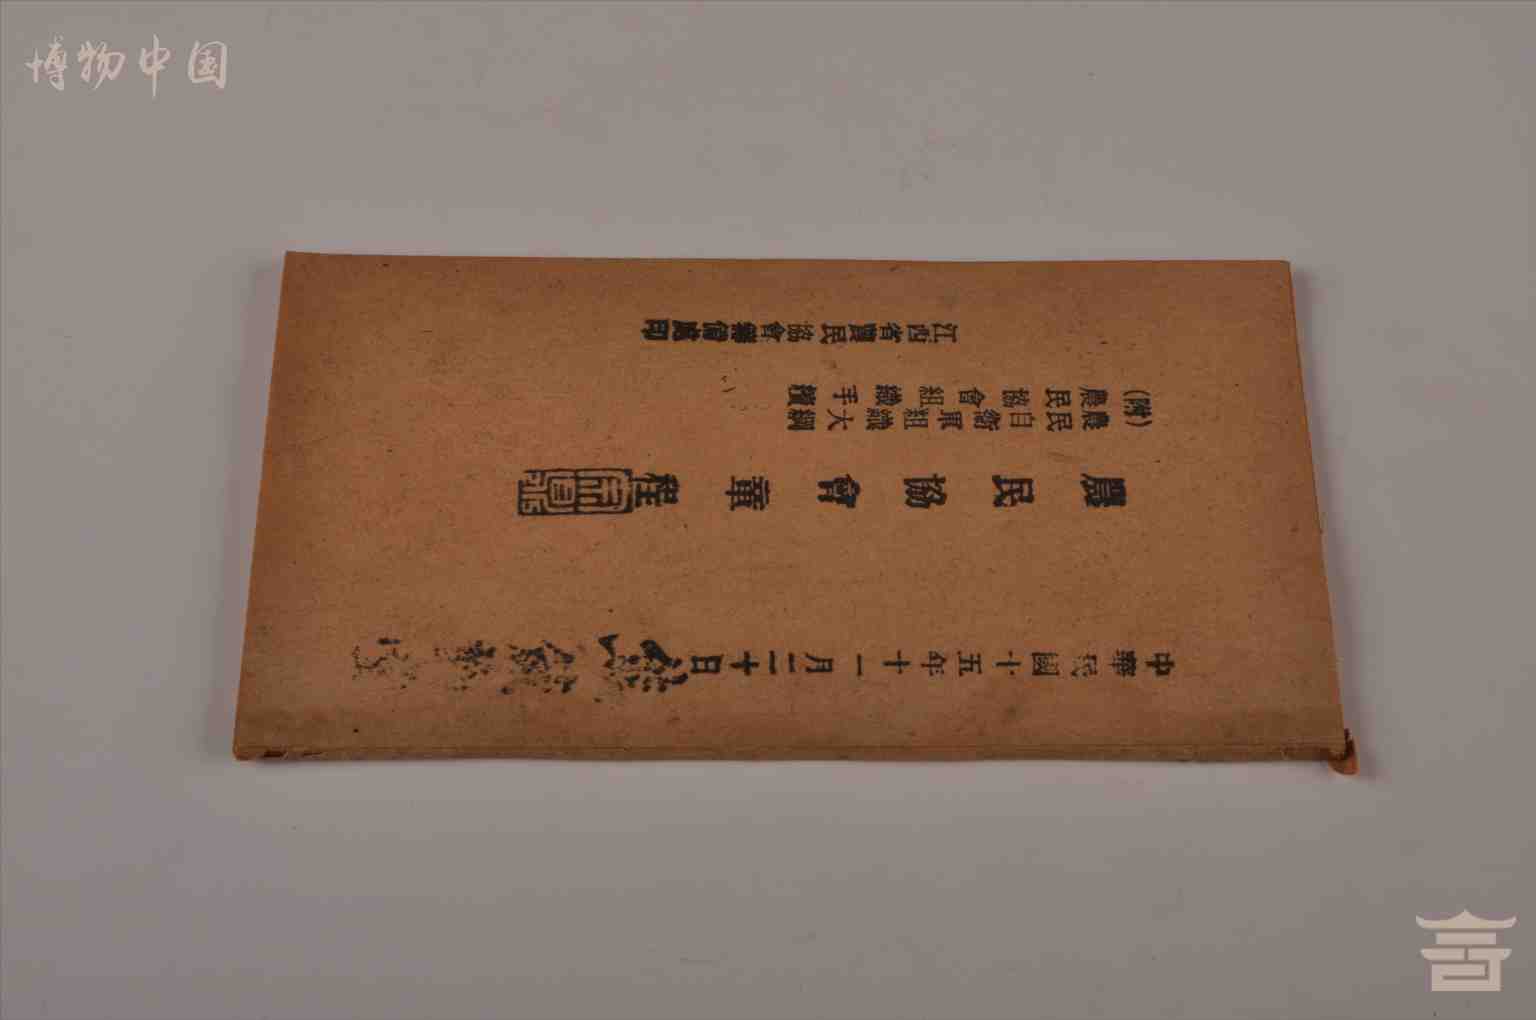 博物中国
中華民國十五年十一月二十日
農民協會章程
(附)
農民自衛軍組織大綱
農民協會組織手續
江西省農民協會籌備處印